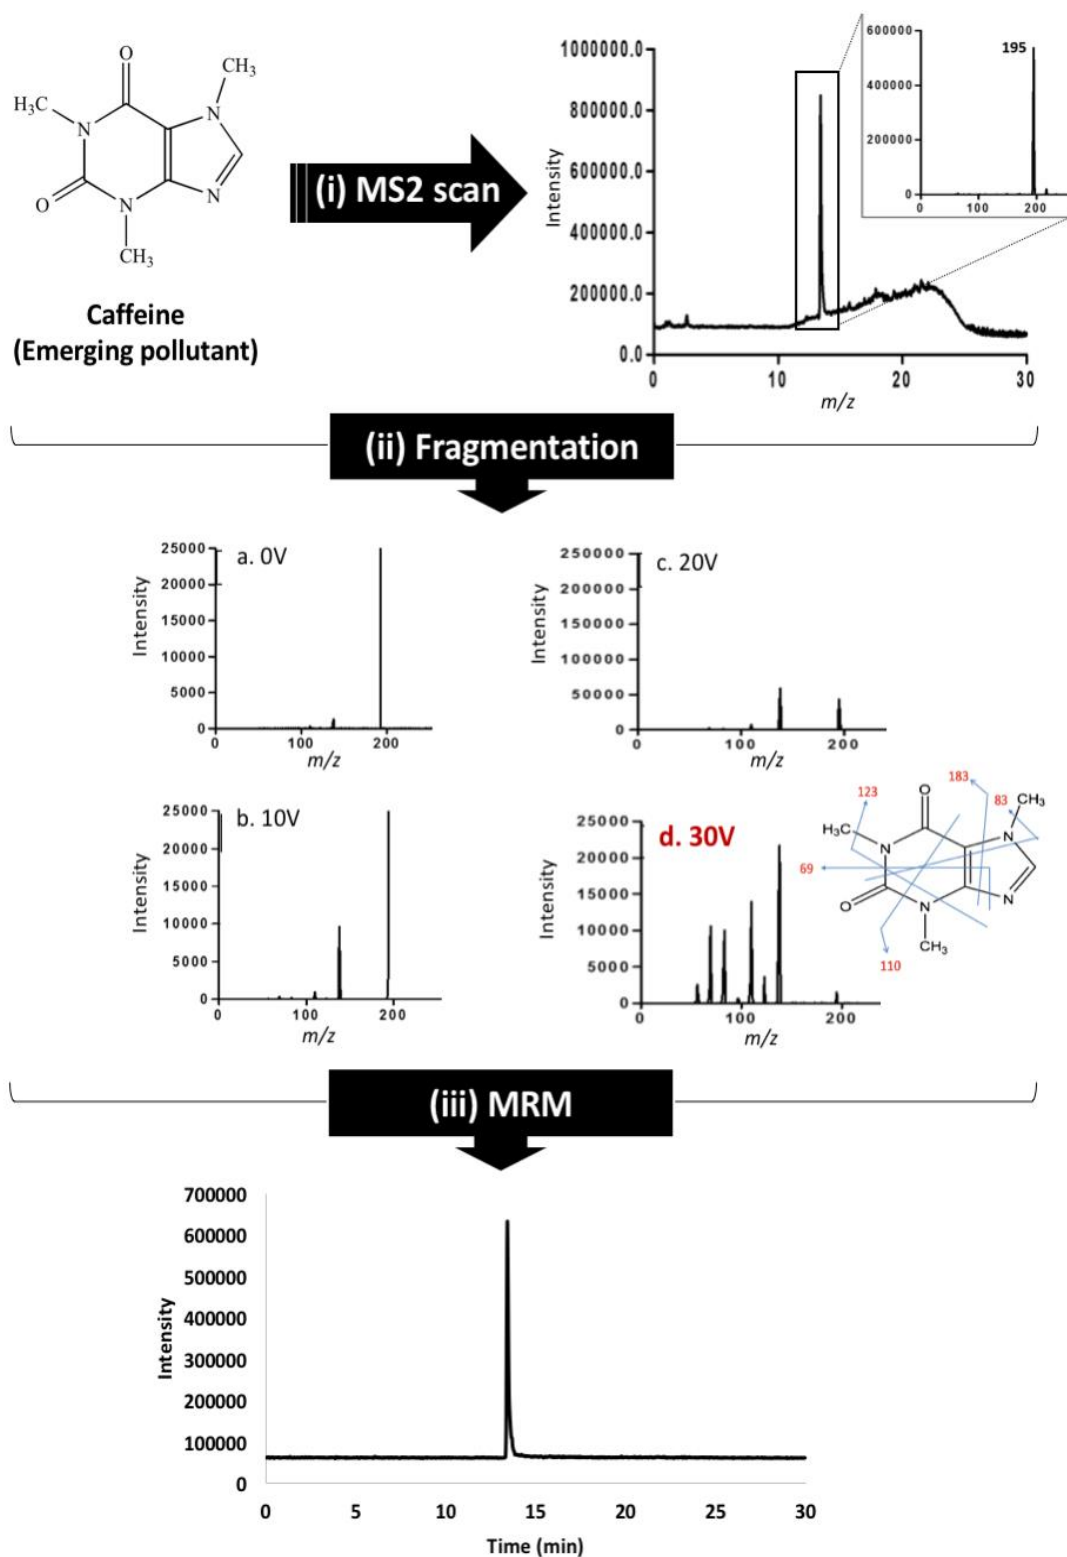 O
CH₃
H₃C
N
N
O
N
N
CH₃
Caffeine
(Emerging pollutant)
(i) MS2 scan
Intensity
1000000.0
800000.0
600000.0
400000.0
200000.0
0.0
0 10 20 30
m/z
600000
400000
200000
0
195
0 100 200
(ii) Fragmentation
a. 0V
Intensity
25000
20000
15000
10000
5000
0
0 100 200
m/z
c. 20V
Intensity
250000
200000
150000
100000
50000
0
0 100 200
m/z
b. 10V
Intensity
25000
20000
15000
10000
5000
0
0 100 200
m/z
d. 30V
Intensity
25000
20000
15000
10000
5000
0
0 100 200
m/z
183
123
83
O
CH₃
H₃C
N
N
69
O
N
N
CH₃
110
(iii) MRM
Intensity
700000
600000
500000
400000
300000
200000
100000
0
0 5 10 15 20 25 30
Time (min)